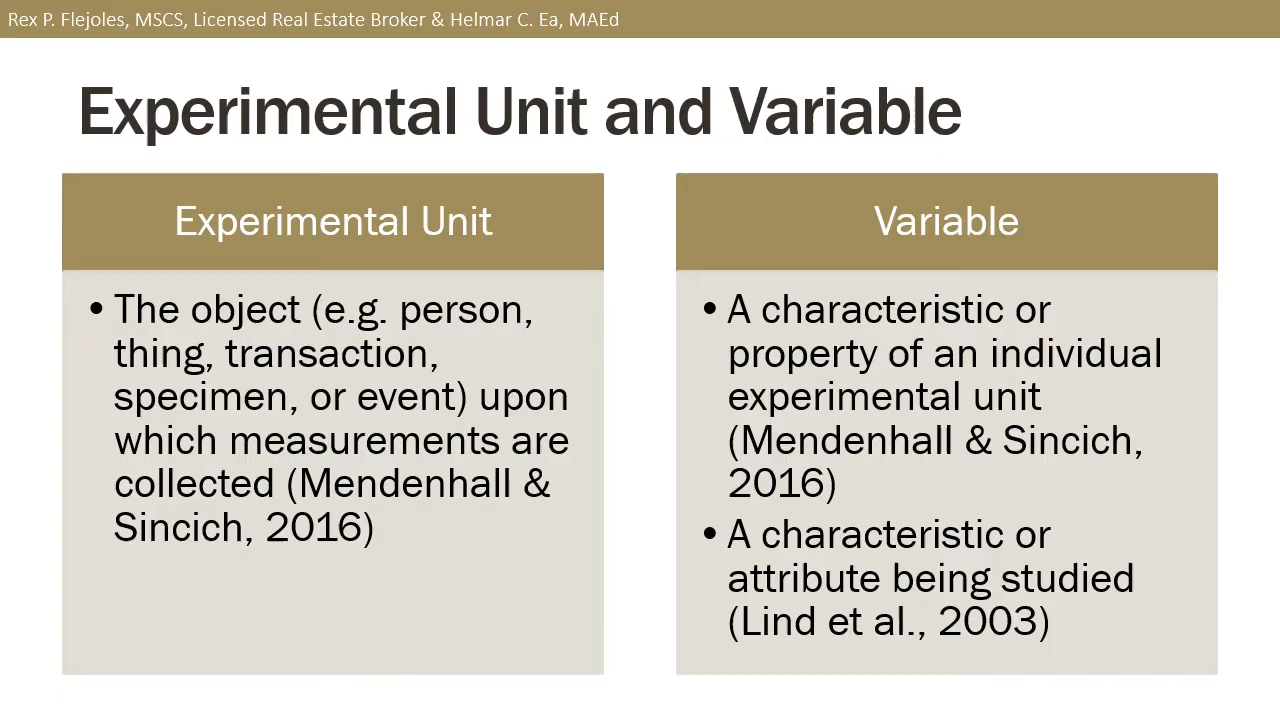 Rex P. Flejoles, MSCS, Licensed Real Estate Broker & Helmar C. Ea, MAEd
Experimental Unit and Variable
Experimental Unit
• The object (e.g. person,
thing, transaction,
specimen, or event) upon
which measurements are
collected (Mendenhall &
Sincich, 2016)
Variable
• A characteristic or
property of an individual
experimental unit
(Mendenhall & Sincich,
2016)
• A characteristic or
attribute being studied
(Lind et al., 2003)